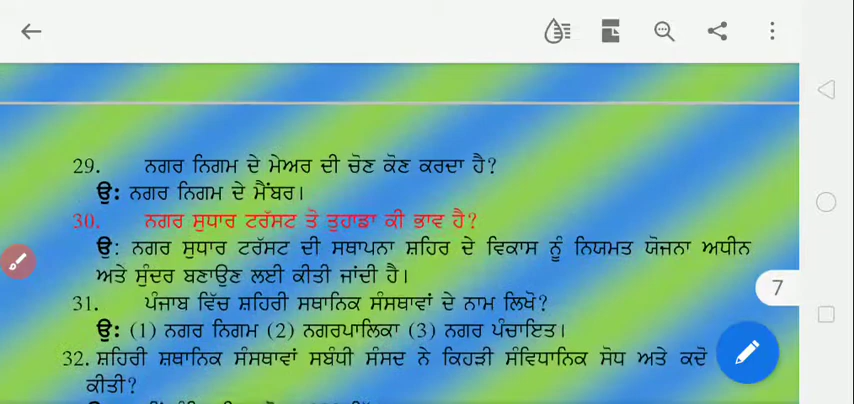 29. ਨਗਰ ਨਿਗਮ ਦੇ ਮੇਅਰ ਦੀ ਚੋਣ ਕੋਣ ਕਰਦਾ ਹੈ?
ਉ: ਨਗਰ ਨਿਗਮ ਦੇ ਮੈਂਬਰ।
30. ਨਗਰ ਸੁਧਾਰ ਟਰੱਸਟ ਤੋ ਤੁਹਾਡਾ ਕੀ ਭਾਵ ਹੈ?
ਉ: ਨਗਰ ਸੁਧਾਰ ਟਰੱਸਟ ਦੀ ਸਥਾਪਨਾ ਸ਼ਹਿਰ ਦੇ ਵਿਕਾਸ ਨੂੰ ਨਿਯਮਤ ਯੋਜਨਾ ਅਧੀਨ
ਅਤੇ ਸੁੰਦਰ ਬਣਾਉਣ ਲਈ ਕੀਤੀ ਜਾਂਦੀ ਹੈ।
7
31. ਪੰਜਾਬ ਵਿੱਚ ਸ਼ਹਿਰੀ ਸਥਾਨਿਕ ਸੰਸਥਾਵਾਂ ਦੇ ਨਾਮ ਲਿਖੋ?
ਉ: (1) ਨਗਰ ਨਿਗਮ (2) ਨਗਰਪਾਲਿਕਾ (3) ਨਗਰ ਪੰਚਾਇਤ।
32. ਸ਼ਹਿਰੀ ਸ਼ਥਾਨਿਕ ਸੰਸਥਾਵਾਂ ਸਬੰਧੀ ਸੰਸਦ ਨੇ ਕਿਹੜੀ ਸੰਵਿਧਾਨਿਕ ਸੋਧ ਅਤੇ ਕਦੋ
ਕੀਤੀ?